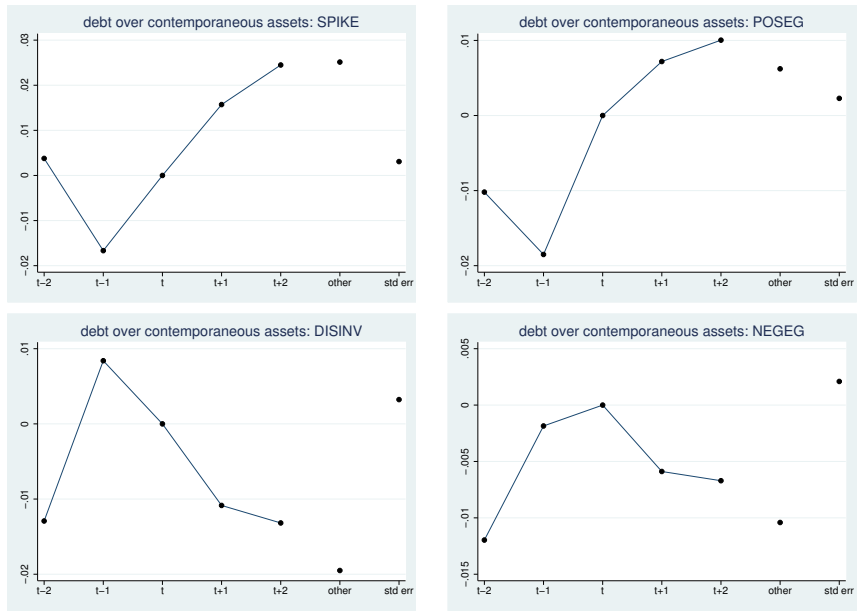 debt over contemporaneous assets: SPIKE
.03
.02
.01
0
−.01
−.02
t−2 t−1 t t+1 t+2 other std err
debt over contemporaneous assets: POSEG
.01
0
−.01
−.02
t−2 t−1 t t+1 t+2 other std err
debt over contemporaneous assets: DISINV
.01
0
−.01
−.02
t−2 t−1 t t+1 t+2 other std err
debt over contemporaneous assets: NEGEG
.005
0
−.005
−.01
−.015
t−2 t−1 t t+1 t+2 other std err